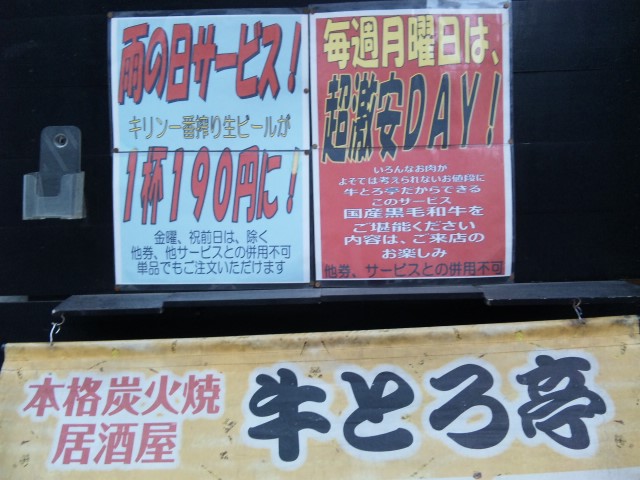 雨の日サービス！
キリン一番搾り生ビールが
1杯190円に！
金曜、祝前日は、除く
他券、他サービスとの併用不可
単品でもご注文いただけます
毎週月曜日は、
超激安DAY！
いろんなお肉が
よそでは考えられないお値段に
牛とろ亭だからできる
このサービス
国産黒毛和牛を
ご堪能ください
内容は、ご来店の
お楽しみ
他券、サービスとの併用不可
本格炭火焼
居酒屋
牛とろ亭